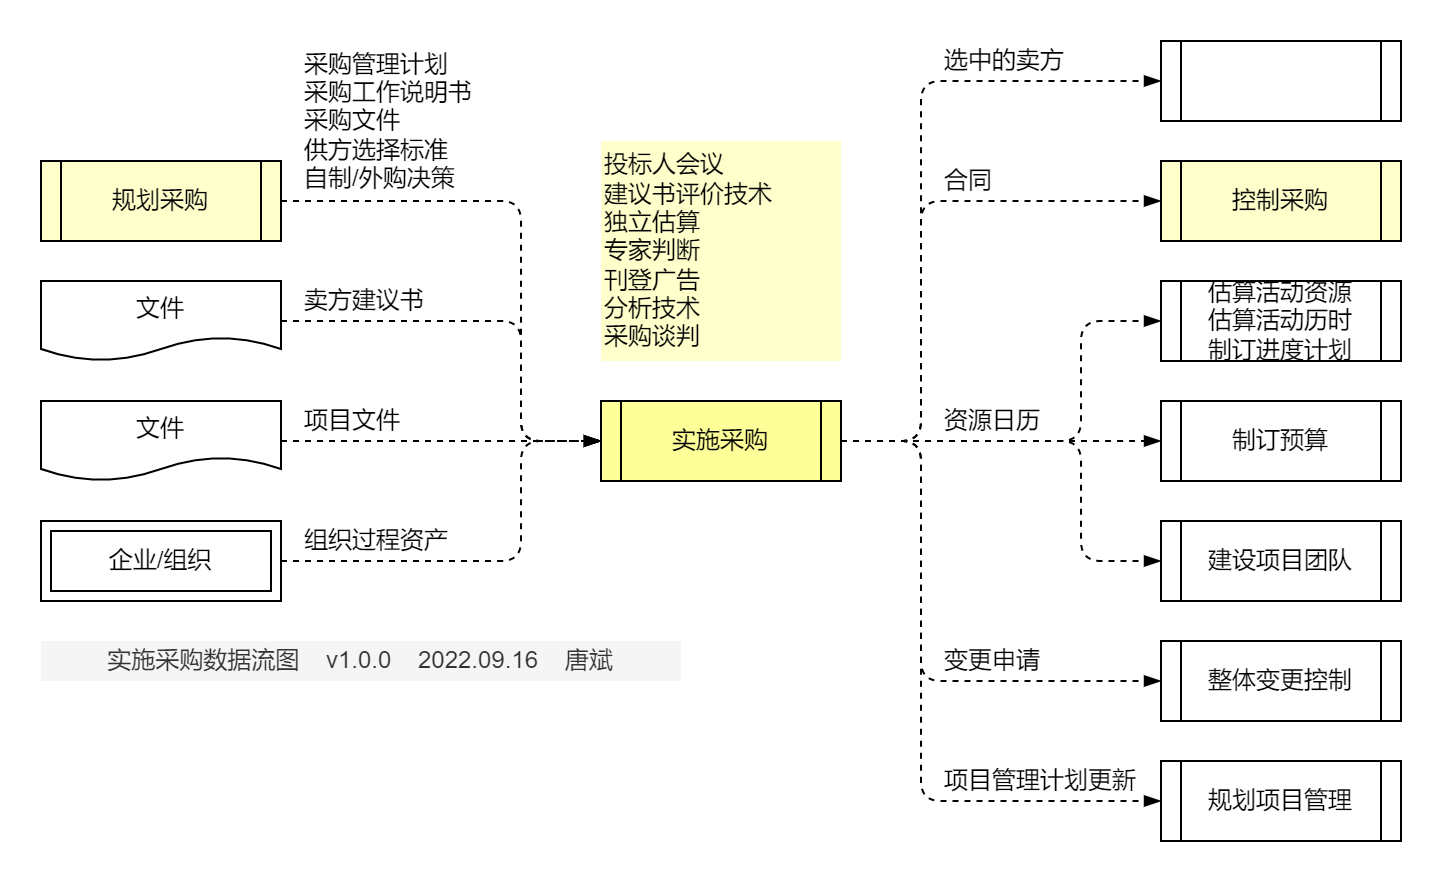 采购管理计划
采购工作说明书
采购文件
供方选择标准
自制/外购决策
规划采购
文件
卖方建议书
文件
项目文件
企业/组织
组织过程资产
投标人会议
建议书评价技术
独立估算
专家判断
刊登广告
分析技术
采购谈判
实施采购
选中的卖方
合同
控制采购
估算活动资源
估算活动历时
制订进度计划
资源日历
制订预算
建设项目团队
变更申请
整体变更控制
项目管理计划更新
规划项目管理
实施采购数据流图 v1.0.0 2022.09.16 唐斌